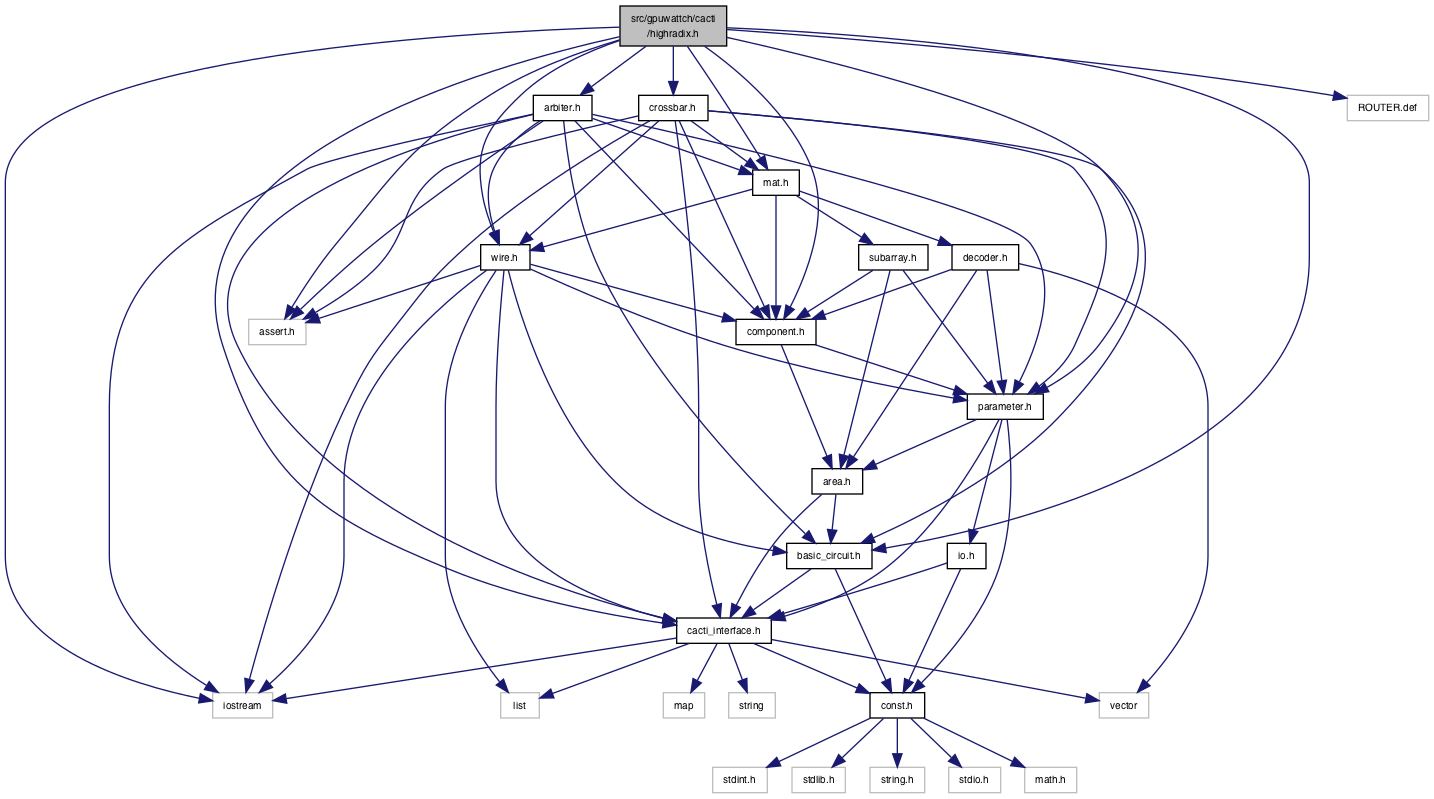 src/gpuwattch/cacti
/highradix.h
arbiter.h
crossbar.h
ROUTER.def
mat.h
wire.h
subarray.h
decoder.h
assert.h
component.h
parameter.h
area.h
basic_circuit.h
io.h
cacti_interface.h
iostream
list
map
string
const.h
vector
stdint.h
stdlib.h
string.h
stdio.h
math.h